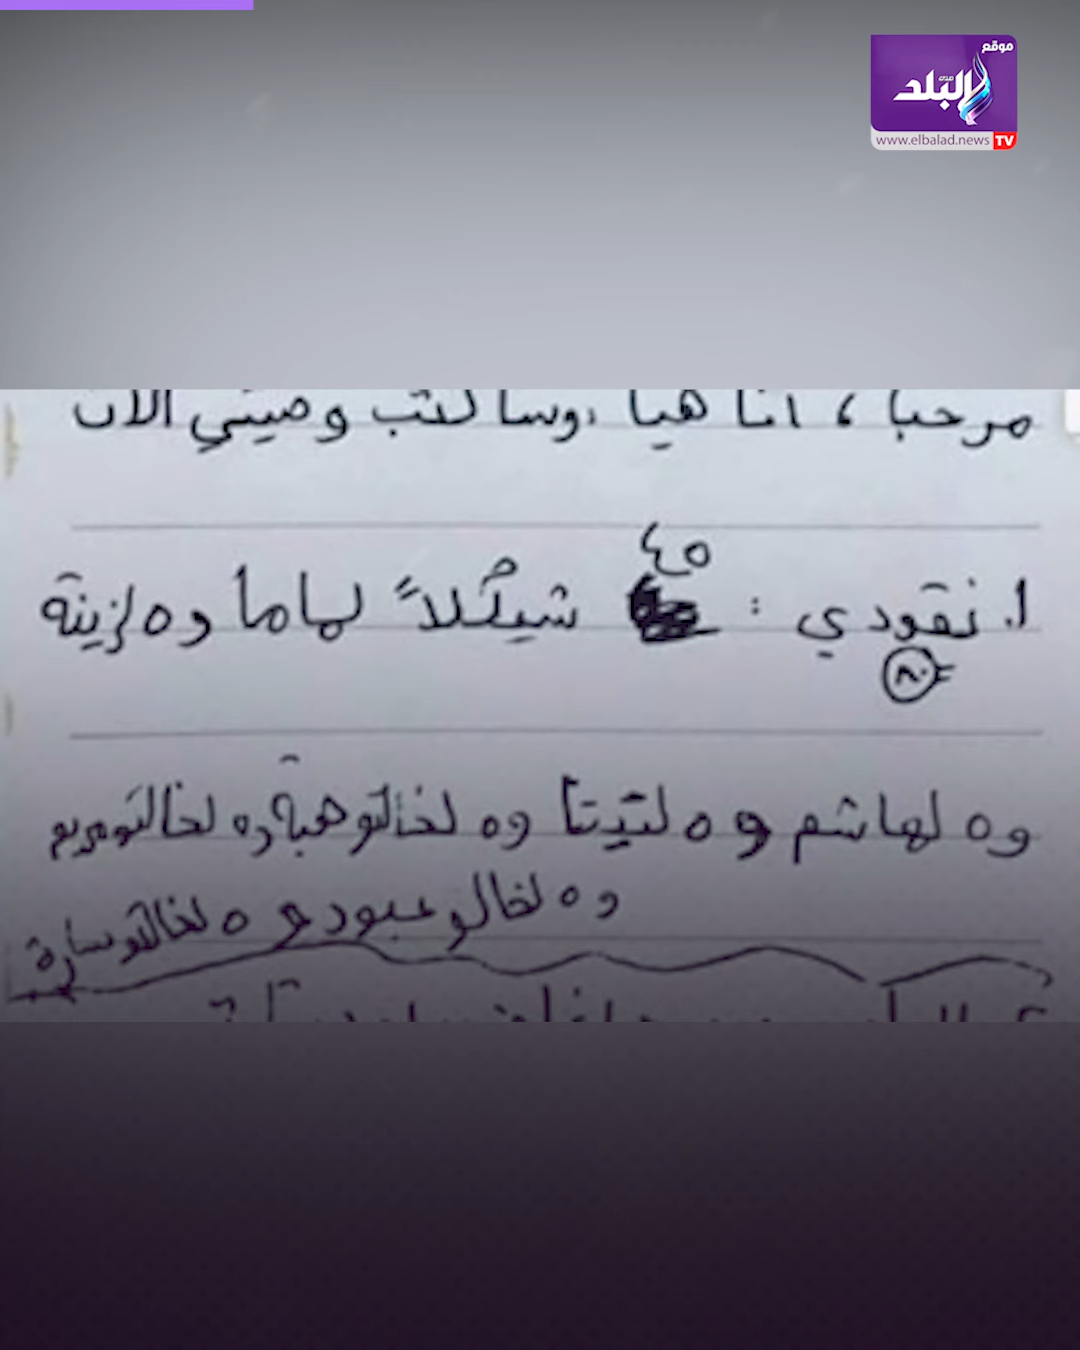 موقع
صدى البلد
www.elbalad.news TV
مرحبا، انا هيا، وسأكتب وصيتي الآن
١. نقودي : ٤٥ شيكلاً لماما و٥ لزينة
و٥ لهاشم و٥ لتيتا و٥ لخالتو هبة و٥ لخالتو مريم
و٥ لخالو عبود و٥ لخالتو سارة